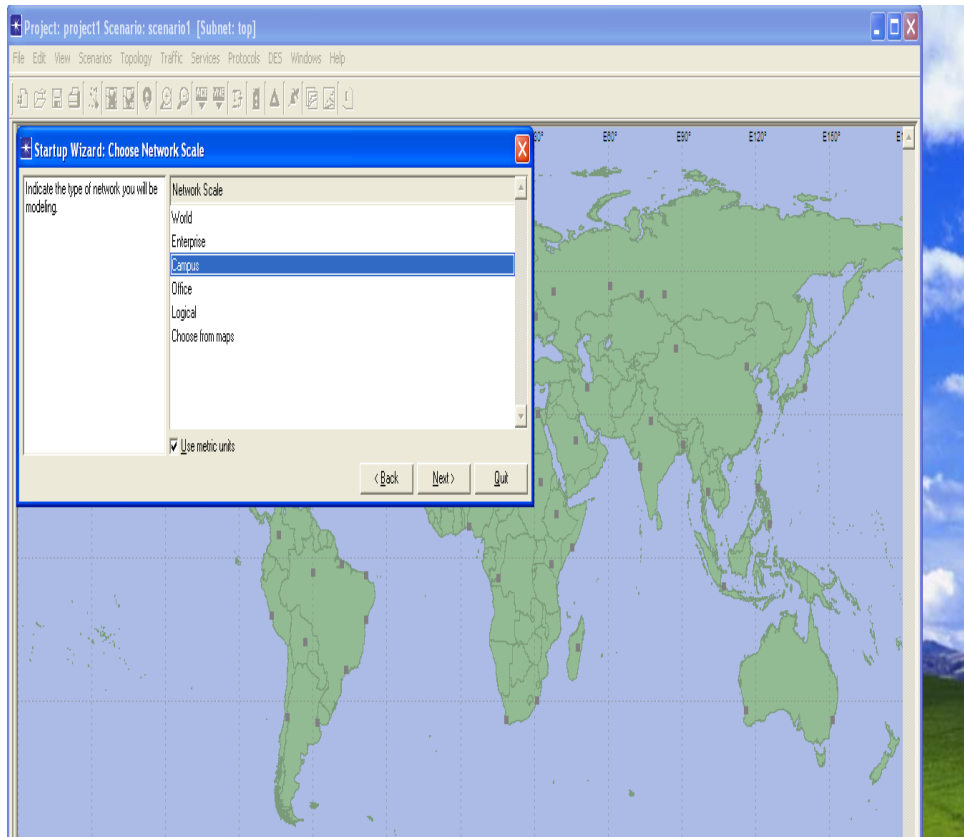 Project: project1 Scenario: scenario1 [Subnet: top]
File Edit View Scenarios Topology Traffic Services Protocols DES Windows Help
E60° E90° E120° E150°
Startup Wizard: Choose Network Scale
Indicate the type of network you will be
modeling.
Network Scale
World
Enterprise
Campus
Office
Logical
Choose from maps
Use metric units
< Back Next > Quit